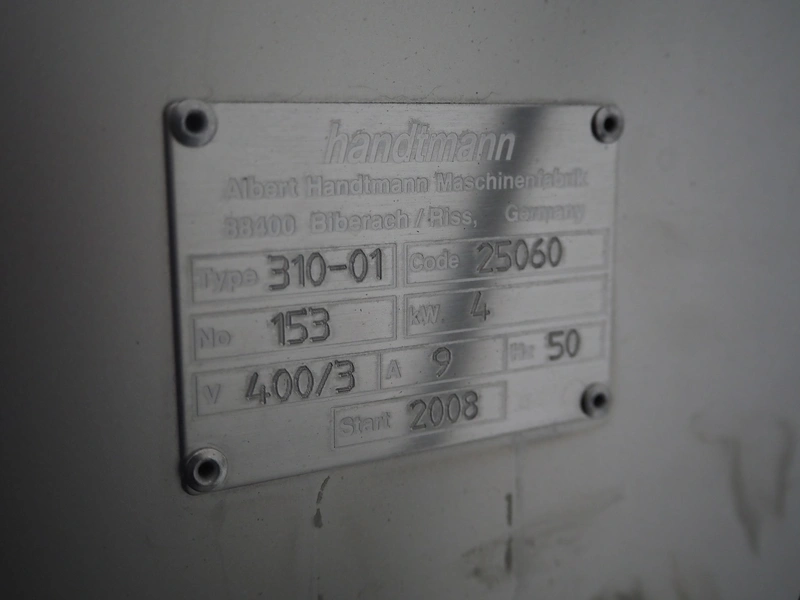 handtmann
Albert Handtmann Maschinenfabrik
88400 Biberach / Riss, Germany
Type 310-01 Code 25060
No 153 kW. 4
V 400/3 A 9 Hz 50
Start 2008